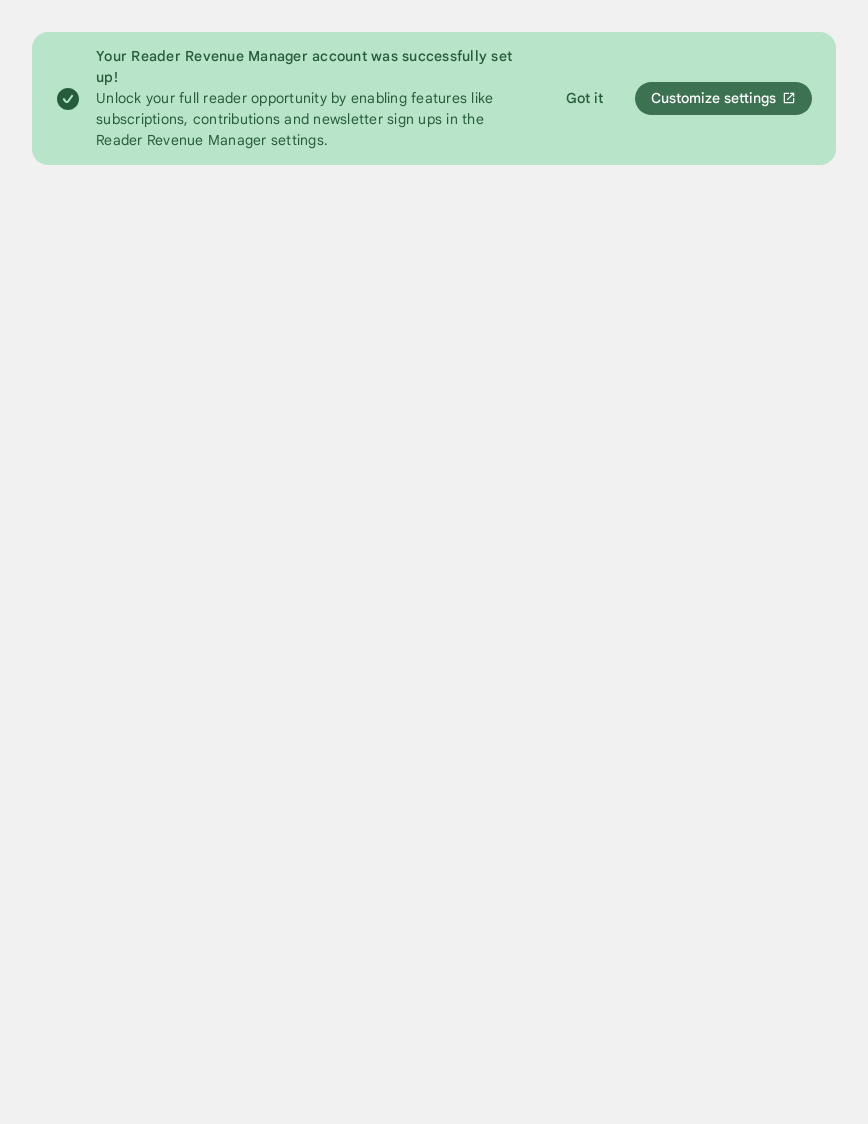 Your Reader Revenue Manager account was successfully set
up!
Unlock your full reader opportunity by enabling features like
subscriptions, contributions and newsletter sign ups in the
Reader Revenue Manager settings.
Got it
Customize settings